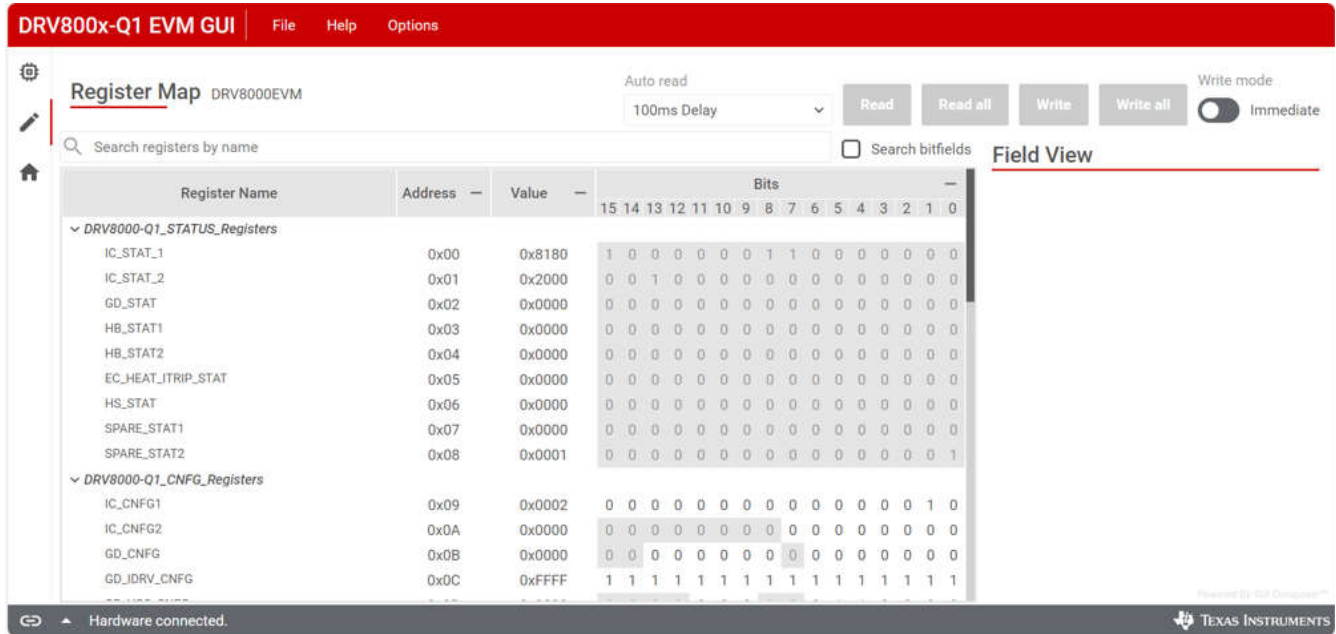 DRV800x-Q1 EVM GUI File Help Options
Register Map DRV8000EVM
Auto read
100ms Delay
Read Read all Write Write all
Write mode
Immediate
Search registers by name
Search bitfields
Field View
Register Name Address Value Bits
15 14 13 12 11 10 9 8 7 6 5 4 3 2 1 0
DRV8000-Q1_STATUS_Registers
IC_STAT_1 0x00 0x8180 1 0 0 0 0 0 0 1 1 0 0 0 0 0 0 0
IC_STAT_2 0x01 0x2000 0 0 1 0 0 0 0 0 0 0 0 0 0 0 0 0
GD_STAT 0x02 0x0000 0 0 0 0 0 0 0 0 0 0 0 0 0 0 0 0
HB_STAT1 0x03 0x0000 0 0 0 0 0 0 0 0 0 0 0 0 0 0 0 0
HB_STAT2 0x04 0x0000 0 0 0 0 0 0 0 0 0 0 0 0 0 0 0 0
EC_HEAT_ITRIP_STAT 0x05 0x0000 0 0 0 0 0 0 0 0 0 0 0 0 0 0 0 0
HS_STAT 0x06 0x0000 0 0 0 0 0 0 0 0 0 0 0 0 0 0 0 0
SPARE_STAT1 0x07 0x0000 0 0 0 0 0 0 0 0 0 0 0 0 0 0 0 0
SPARE_STAT2 0x08 0x0001 0 0 0 0 0 0 0 0 0 0 0 0 0 0 0 1
DRV8000-Q1_CNFG_Registers
IC_CNFG1 0x09 0x0002 0 0 0 0 0 0 0 0 0 0 0 0 0 0 1 0
IC_CNFG2 0x0A 0x0000 0 0 0 0 0 0 0 0 0 0 0 0 0 0 0 0
GD_CNFG 0x0B 0x0000 0 0 0 0 0 0 0 0 0 0 0 0 0 0 0 0
GD_IDRV_CNFG 0x0C 0xFFFF 1 1 1 1 1 1 1 1 1 1 1 1 1 1 1 1
Powered By GUI Composer™
Hardware connected.
TEXAS INSTRUMENTS